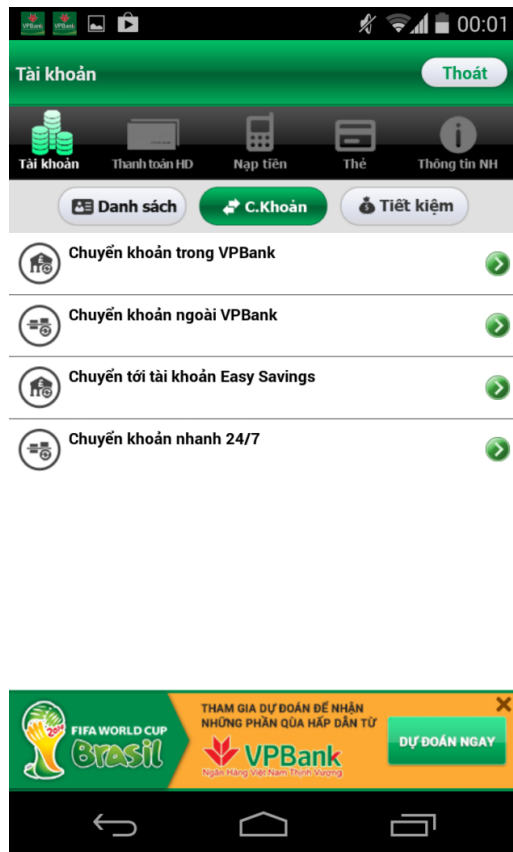 VPBank VPBank 00:01
Tài khoản Thoát
Tài khoản Thanh toán HD Nạp tiền Thẻ Thông tin NH
Danh sách C.Khoản Tiết kiệm
Chuyển khoản trong VPBank
Chuyển khoản ngoài VPBank
Chuyển tới tài khoản Easy Savings
Chuyển khoản nhanh 24/7
THAM GIA DỰ ĐOÁN ĐỂ NHẬN
NHỮNG PHẦN QÙA HẤP DẪN TỪ
FIFA WORLD CUP
Brasil
VPBank
Ngân Hàng Việt Nam Thịnh Vượng
DỰ ĐOÁN NGAY